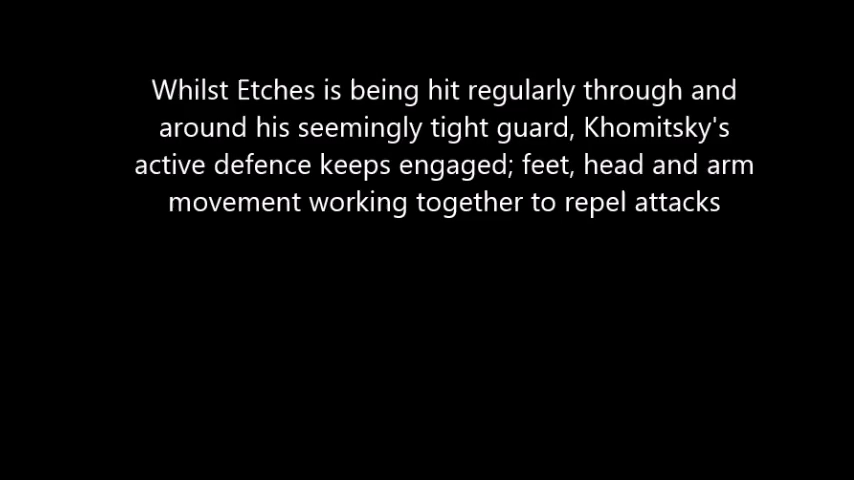 Whilst Etches is being hit regularly through and
around his seemingly tight guard, Khomitsky's
active defence keeps engaged; feet, head and arm
movement working together to repel attacks